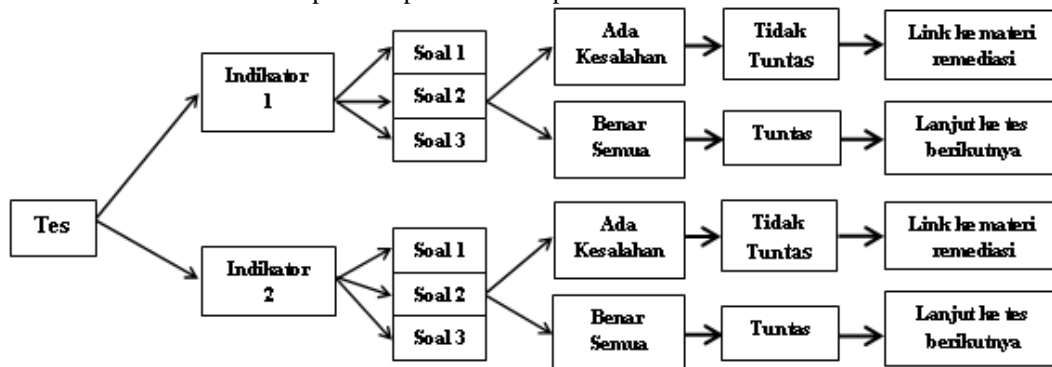 Tes
Indikator
1
Soal 1
Soal 2
Soal 3
Ada
Kesalahan
Tidak
Tuntas
Link ke materi
remediasi
Benar
Semua
Tuntas
Lanjut ke tes
berikutnya
Indikator
2
Soal 1
Soal 2
Soal 3
Ada
Kesalahan
Tidak
Tuntas
Link ke materi
remediasi
Benar
Semua
Tuntas
Lanjut ke tes
berikutnya